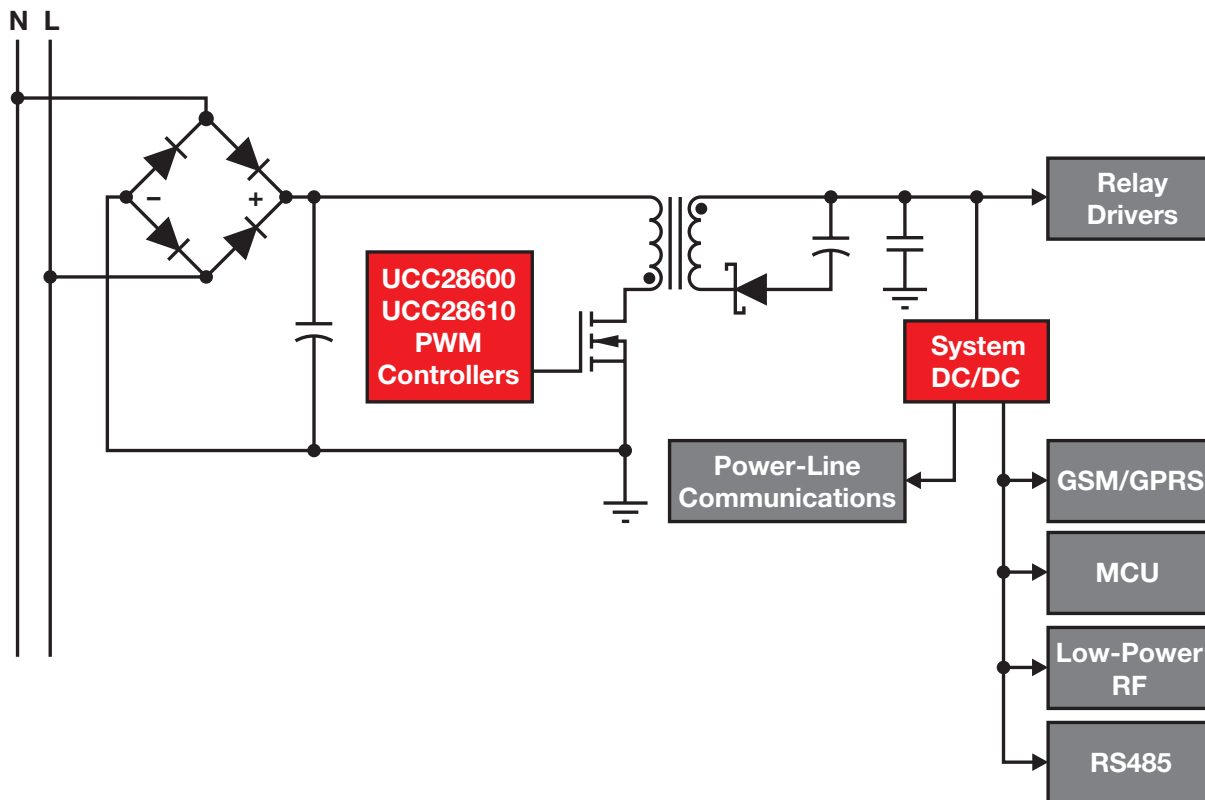 N L
− +
UCC28600
UCC28610
PWM
Controllers
Relay
Drivers
System
DC/DC
Power-Line
Communications
GSM/GPRS
MCU
Low-Power
RF
RS485